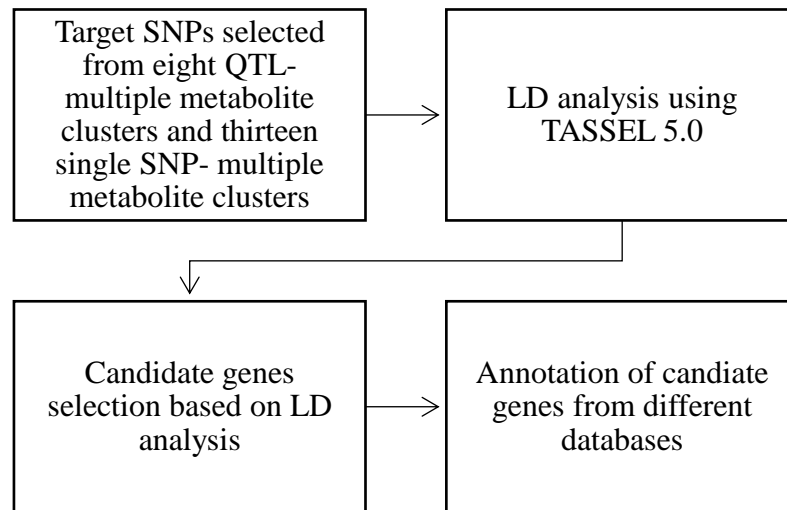 Target SNPs selected
from eight QTL-
multiple metabolite
clusters and thirteen
single SNP- multiple
metabolite clusters
LD analysis using
TASSEL 5.0
Candidate genes
selection based on LD
analysis
Annotation of candiate
genes from different
databases